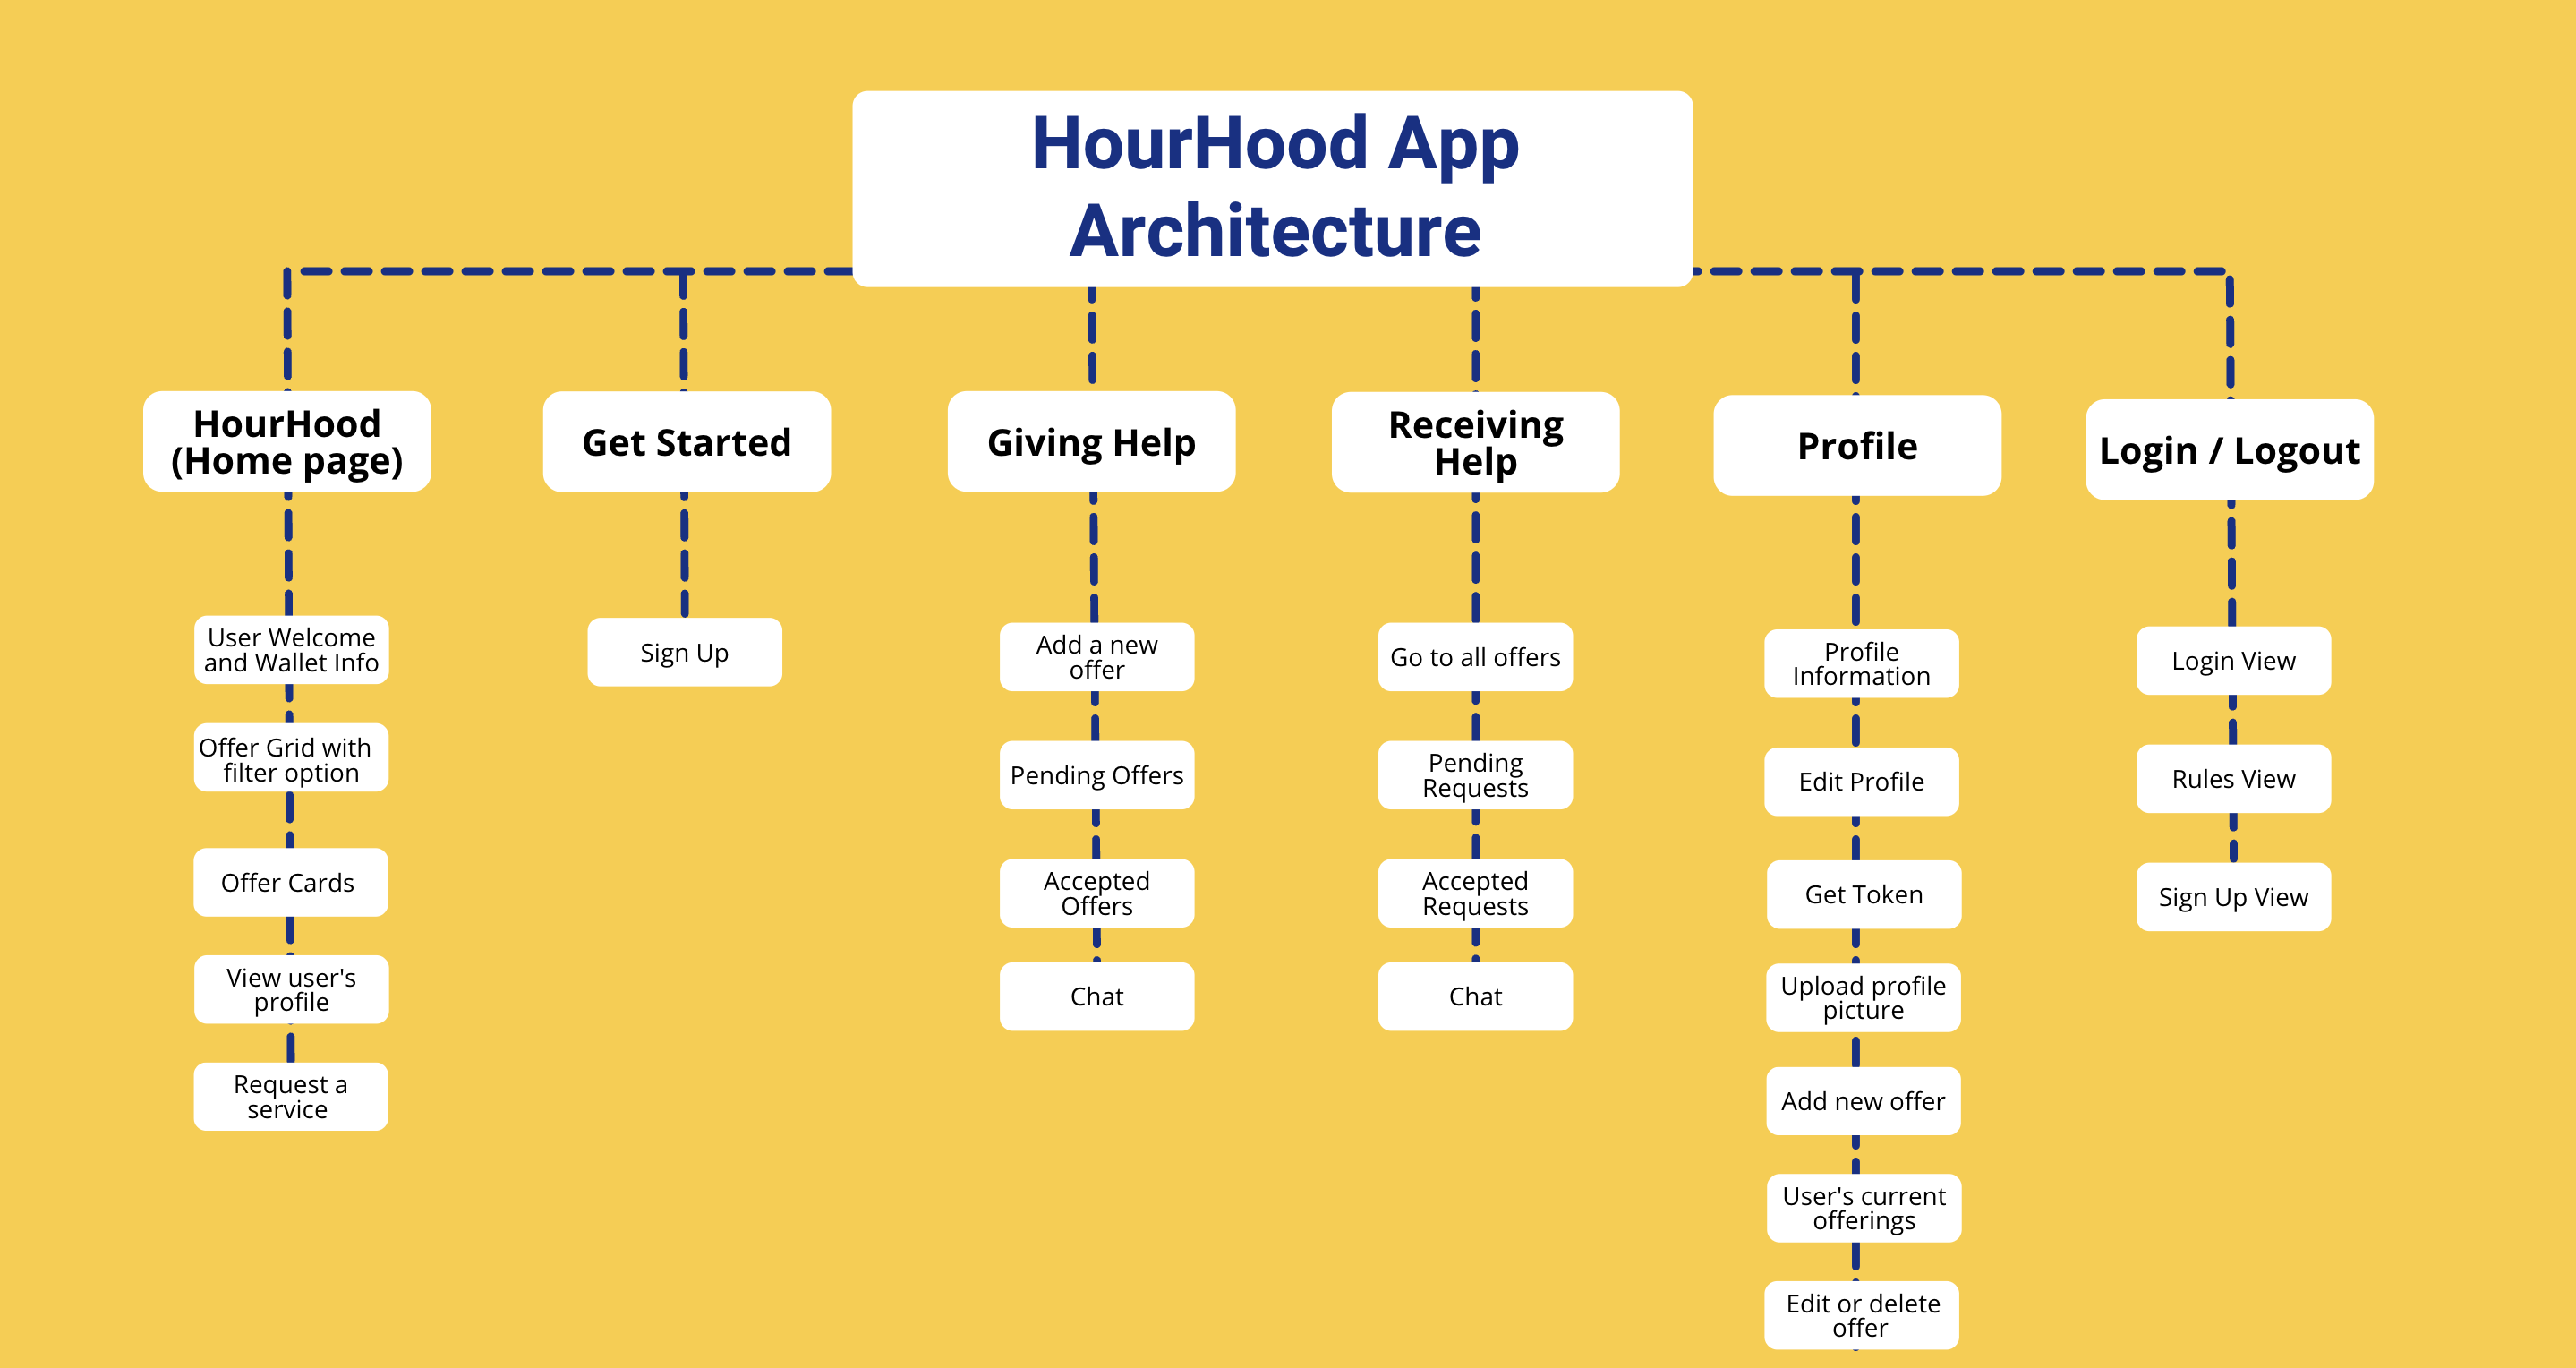 HourHood App
Architecture
HourHood
(Home page)
User Welcome
and Wallet Info
Offer Grid with
filter option
Offer Cards
View user's
profile
Request a
service
Get Started
Sign Up
Giving Help
Add a new
offer
Pending Offers
Accepted
Offers
Chat
Receiving
Help
Go to all offers
Pending
Requests
Accepted
Requests
Chat
Profile
Profile
Information
Edit Profile
Get Token
Upload profile
picture
Add new offer
User's current
offerings
Edit or delete
offer
Login / Logout
Login View
Rules View
Sign Up View